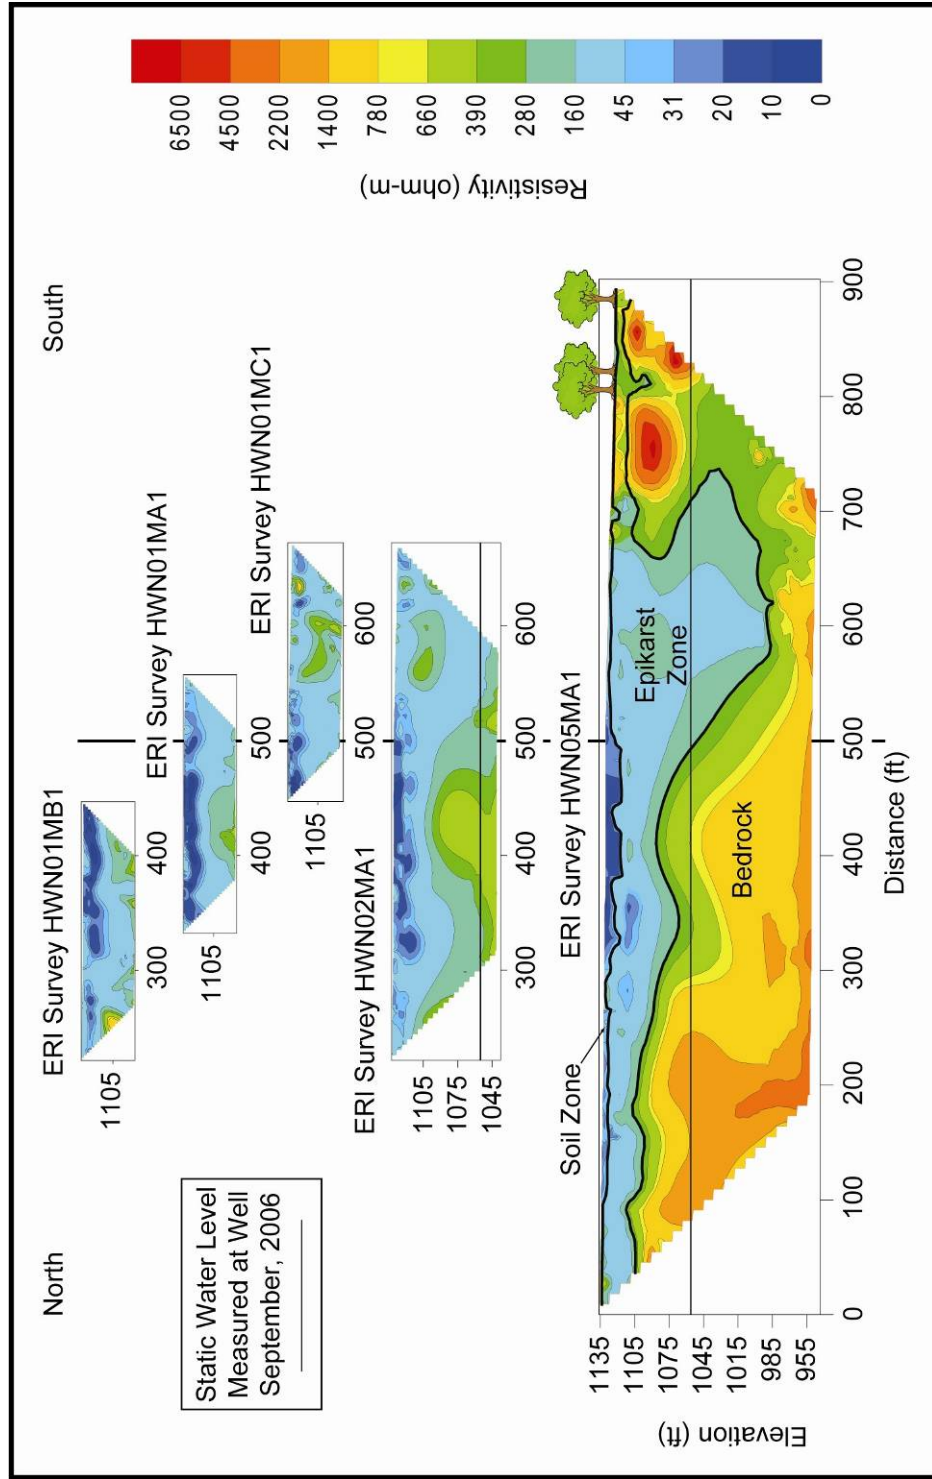 North
South
Static Water Level
Measured at Well
September, 2006
ERI Survey HWN01MB1
1105
300
400
ERI Survey HWN01MA1
1105
400
500
ERI Survey HWN01MC1
1105
600
ERI Survey HWN02MA1
1105
1075
1045
300
400
500
600
ERI Survey HWN05MA1
Soil Zone
Epikarst
Zone
Bedrock
Elevation (ft)
1135
1105
1075
1045
1015
985
955
0
100
200
300
400
500
600
700
800
900
Distance (ft)
Resistivity (ohm-m)
6500
4500
2200
1400
780
660
390
280
160
45
31
20
10
0